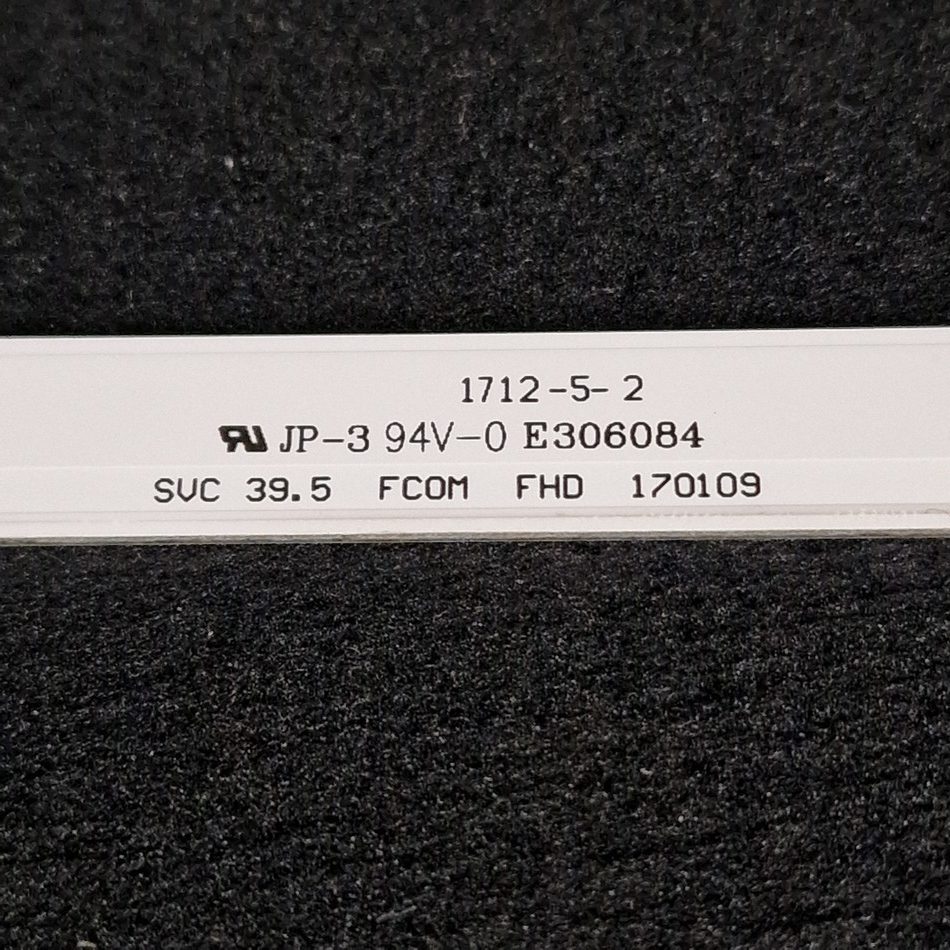 1712-5- 2
JP-3 94V-0 E306084
SVC 39.5 FCOM FHD 170109